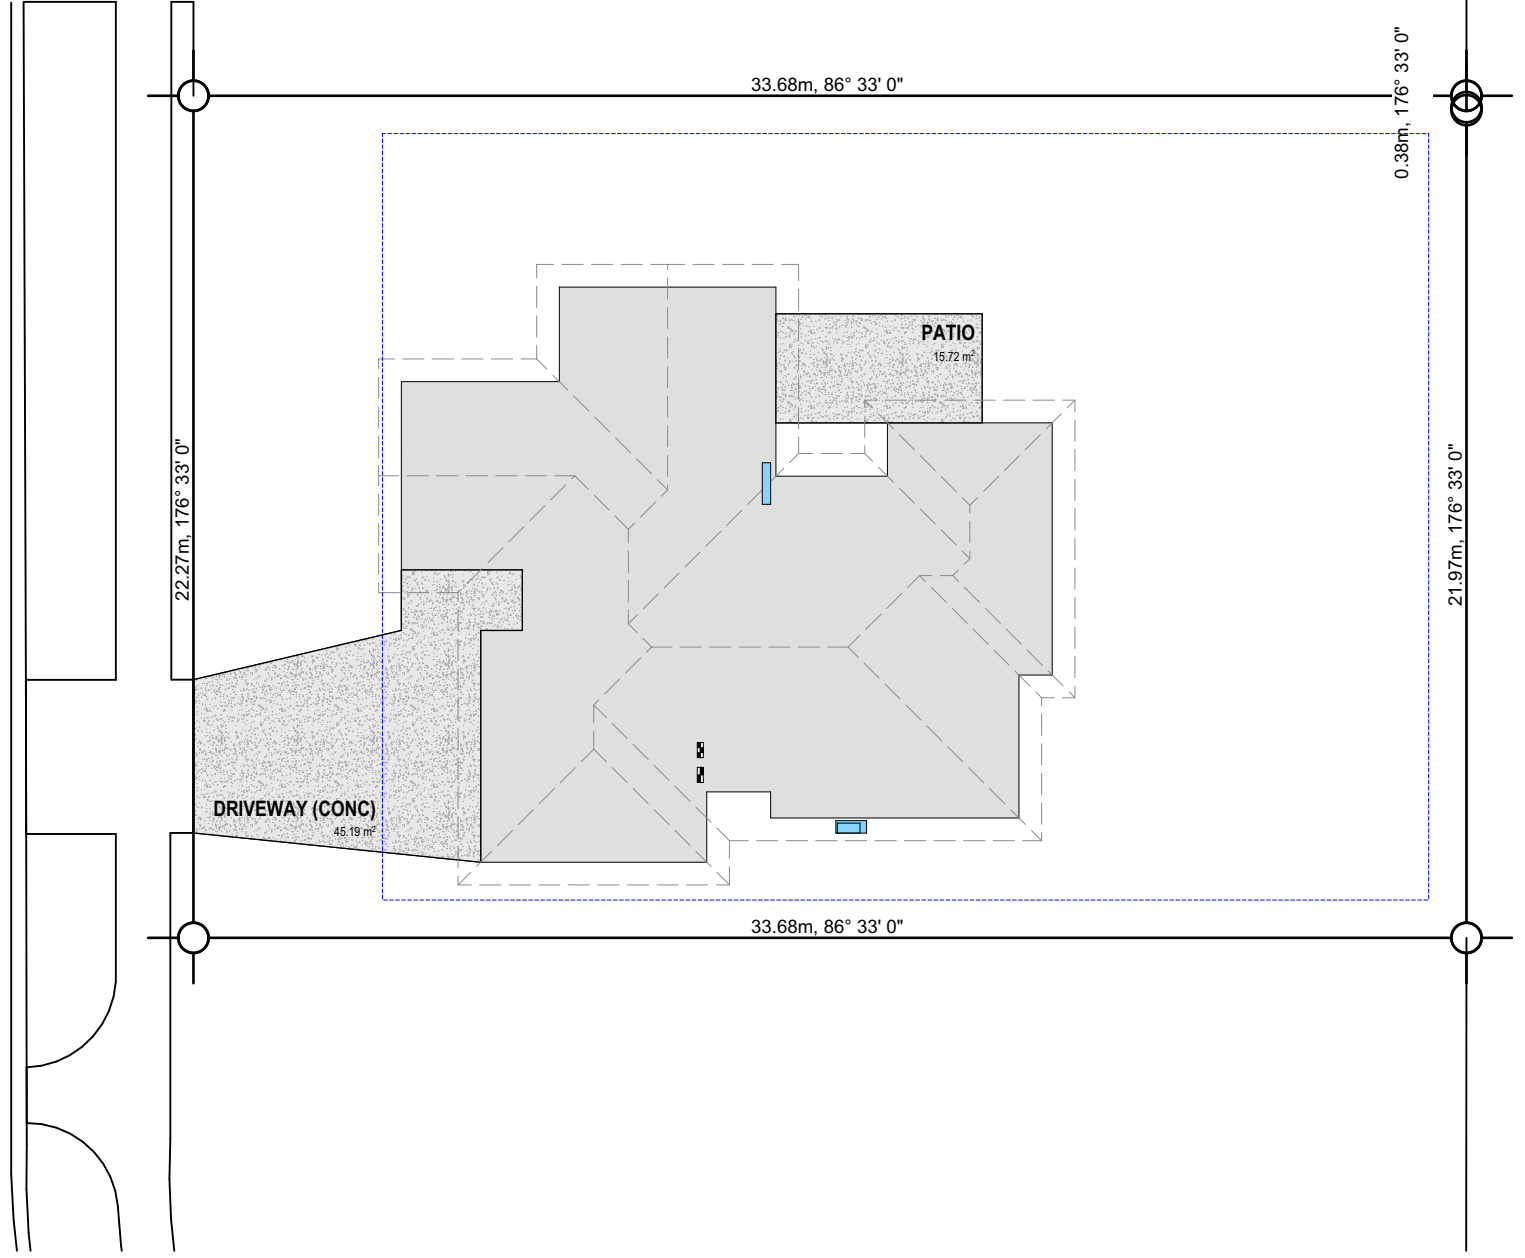 33.68m, 86° 33' 0"
0.38m, 176° 33' 0"
PATIO
15.72 m²
22.27m, 176° 33' 0"
21.97m, 176° 33' 0"
DRIVEWAY (CONC)
45.19 m²
33.68m, 86° 33' 0"